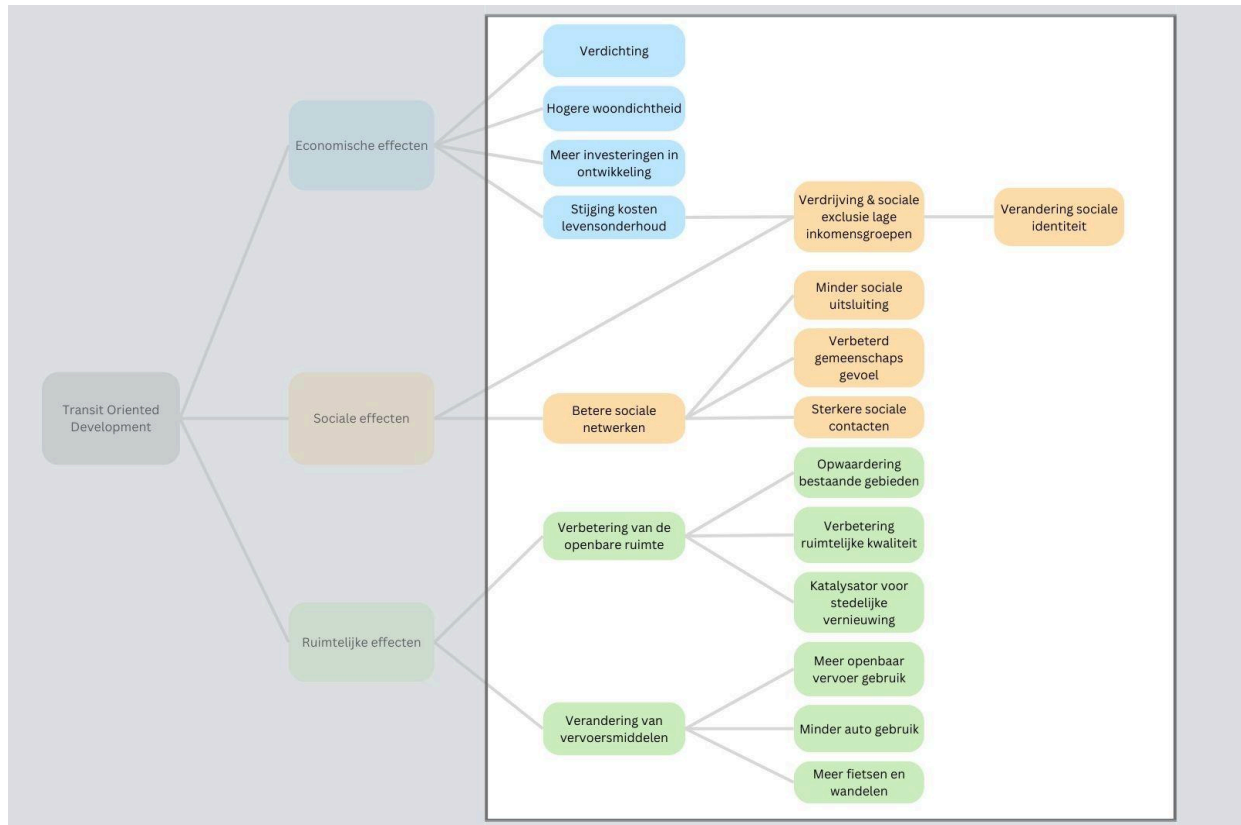 Transit Oriented
Development
Economische effecten
Sociale effecten
Ruimtelijke effecten
Verdichting
Hogere woondichtheid
Meer investeringen in
ontwikkeling
Stijging kosten
levensonderhoud
Verdrijving & sociale
exclusie lage
inkomensgroepen
Verandering sociale
identiteit
Betere sociale
netwerken
Minder sociale
uitsluiting
Verbeterd
gemeenschaps
gevoel
Sterkere sociale
contacten
Verbetering van de
openbare ruimte
Opwaardering
bestaande gebieden
Verbetering
ruimtelijke kwaliteit
Katalysator voor
stedelijke
vernieuwing
Verandering van
vervoersmiddelen
Meer openbaar
vervoer gebruik
Minder auto gebruik
Meer fietsen en
wandelen